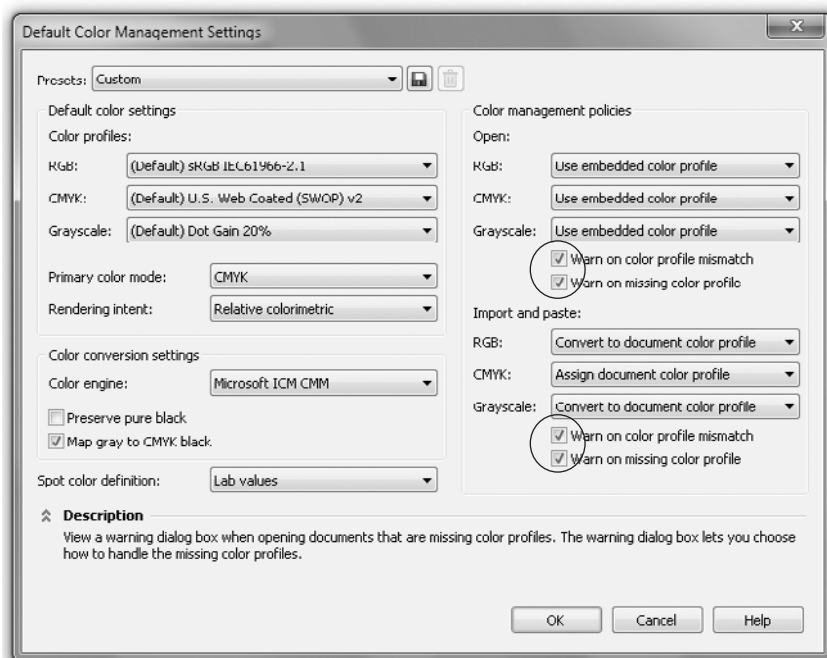 Default Color Management Settings
Presets: Custom
Default color settings
Color profiles:
RGB: (Default) sRGB IEC61966-2.1
CMYK: (Default) U.S. Web Coated (SWOP) v2
Grayscale: (Default) Dot Gain 20%
Primary color mode: CMYK
Rendering intent: Relative colorimetric
Color conversion settings
Color engine: Microsoft ICM CMM
Preserve pure black
Map gray to CMYK black
Spot color definition: Lab values
Color management policies
Open:
RGB: Use embedded color profile
CMYK: Use embedded color profile
Grayscale: Use embedded color profile
Warn on color profile mismatch
Warn on missing color profile
Import and paste:
RGB: Convert to document color profile
CMYK: Assign document color profile
Grayscale: Convert to document color profile
Warn on color profile mismatch
Warn on missing color profile
Description
View a warning dialog box when opening documents that are missing color profiles. The warning dialog box lets you choose
how to handle the missing color profiles.
OK Cancel Help